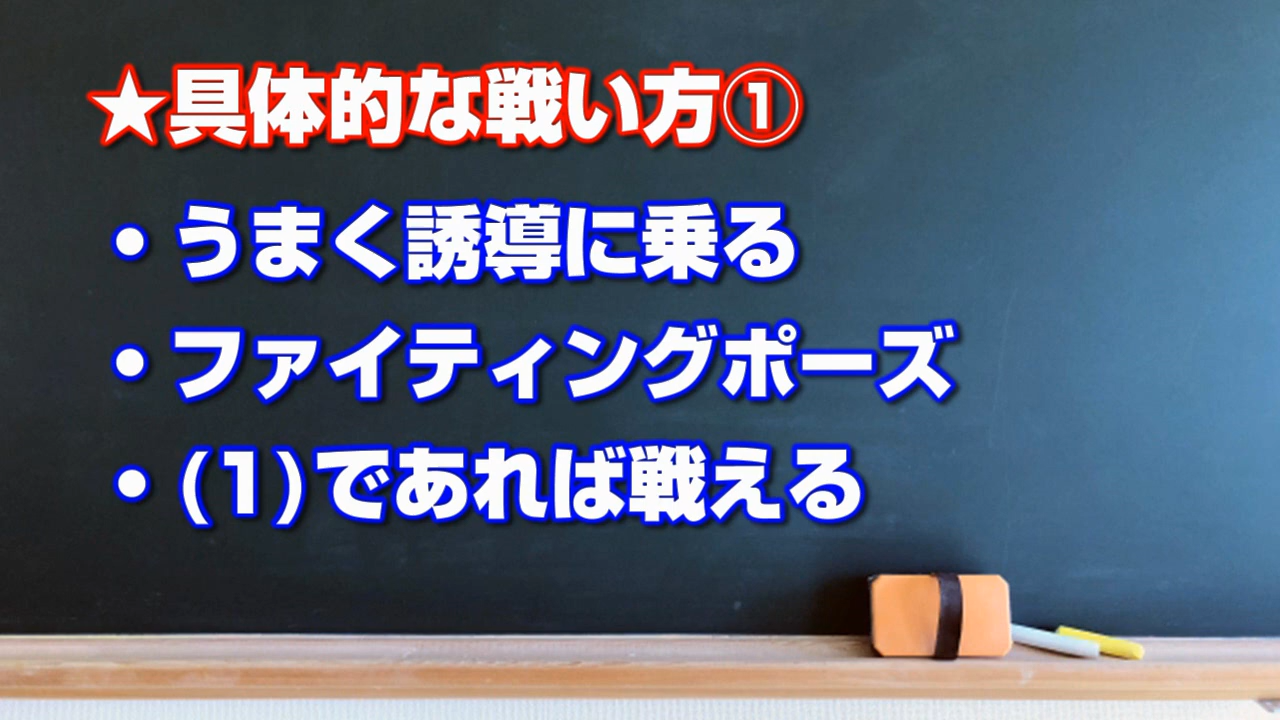 ★具体的な戦い方①
・うまく誘導に乗る
・ファイティングポーズ
・(1)であれば戦える